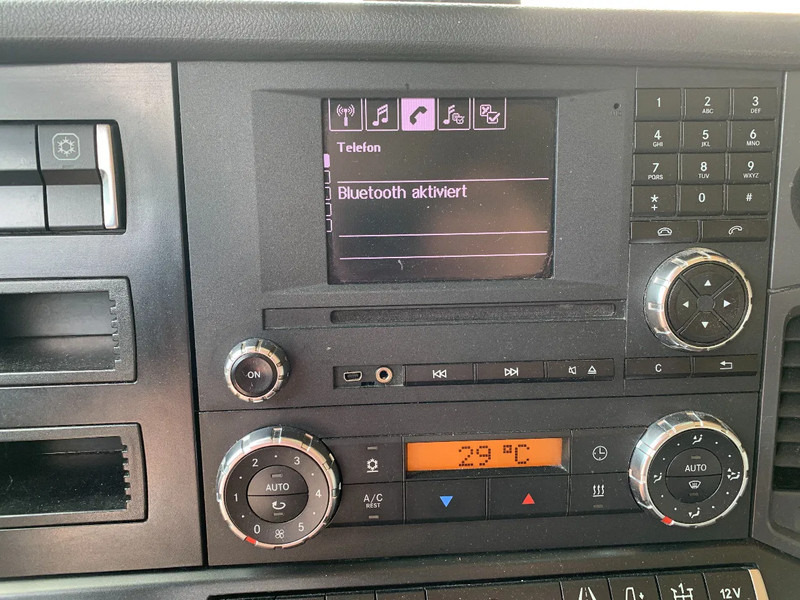 Telefon
Bluetooth aktiviert
1 2 ABC 3 DEF
4 GHI 5 JKL 6 MNO
7 PQRS 8 TUV 9 WXYZ
* + 0 #
ON
C
29 °C
AUTO
0 1 2 3 4 5
A/C
REST
AUTO
12V